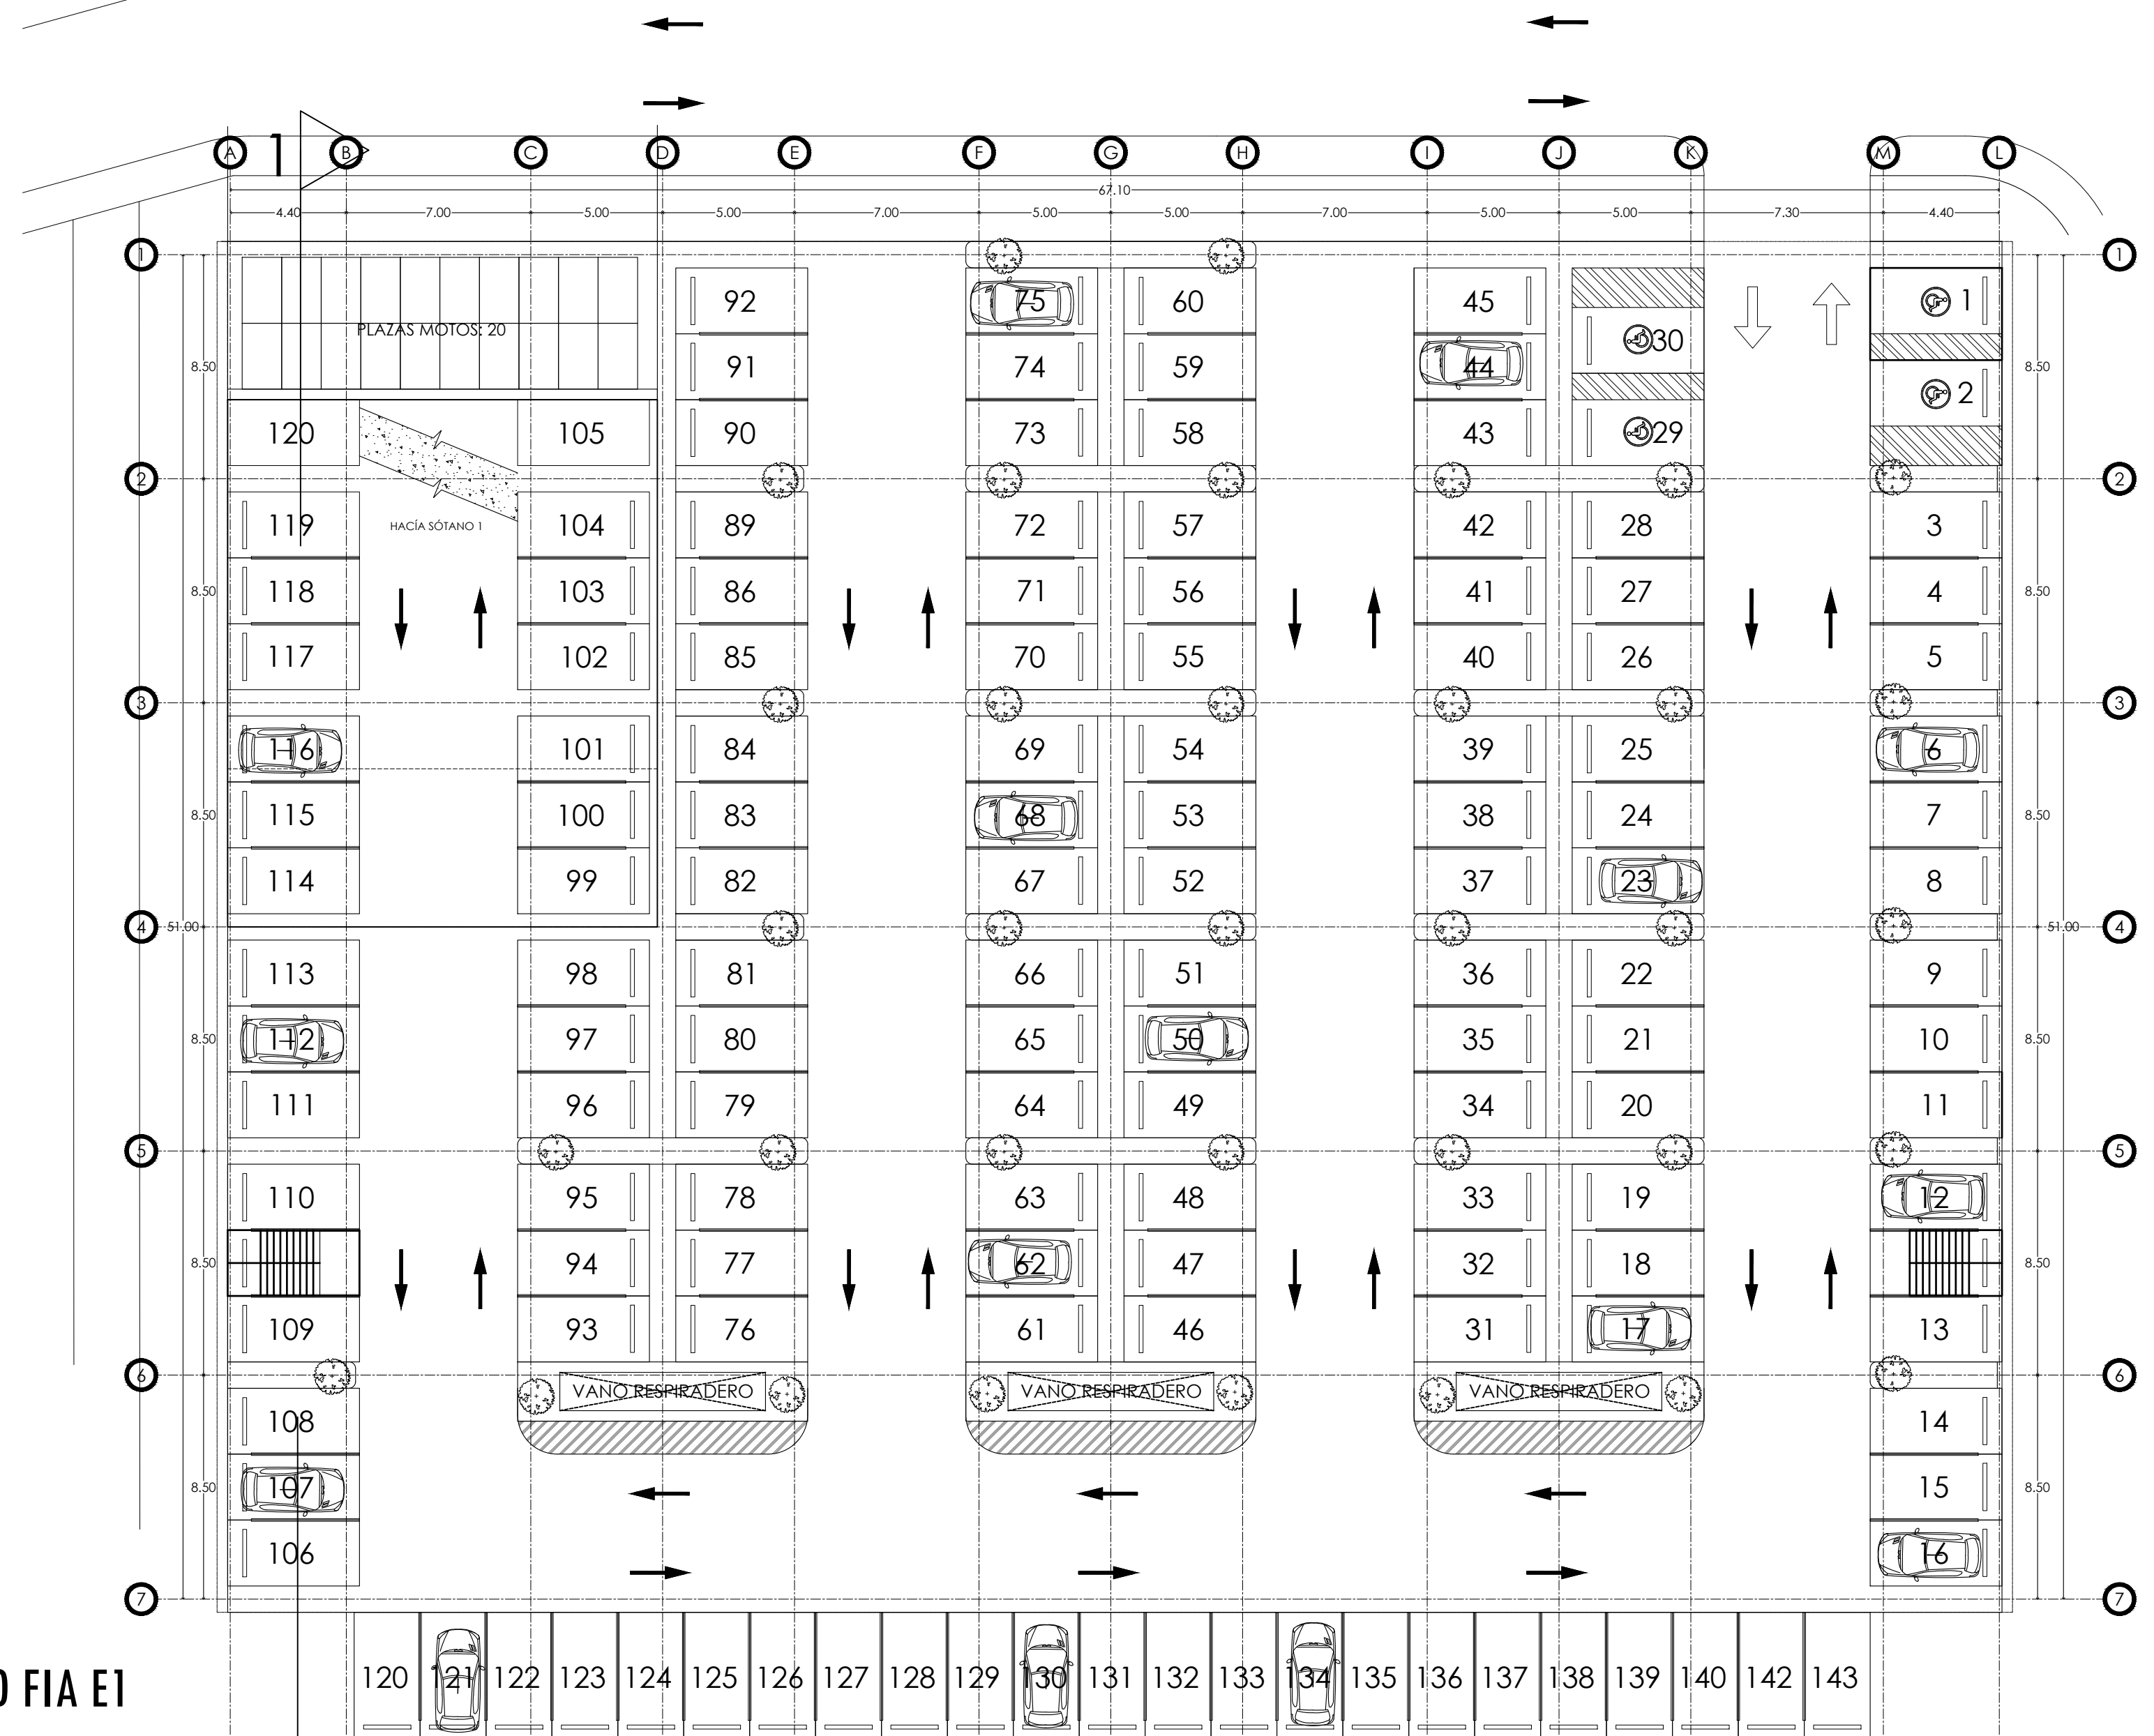 1
A B C D E F G H I J K M L
67.10
4.40 7.00 5.00 5.00 7.00 5.00 5.00 7.00 5.00 5.00 7.30 4.40
1 1
92 75 60 45 1
PLAZAS MOTOS: 20 30
8.50 91 74 59 44 2 8.50
120 105 90 73 58 43 29
2 2
119 HACÍA SÓTANO 1 104 89 72 57 42 28 3
8.50 118 103 86 71 56 41 27 4 8.50
117 102 85 70 55 40 26 5
3 3
116 101 84 69 54 39 25 6
8.50 115 100 83 68 53 38 24 7 8.50
114 99 82 67 52 37 23 8
4 51.00 51.00 4
113 98 81 66 51 36 22 9
8.50 112 97 80 65 50 35 21 10 8.50
111 96 79 64 49 34 20 11
5 5
110 95 78 63 48 33 19 12
8.50 94 77 62 47 32 18 8.50
109 93 76 61 46 31 17 13
6 6
VANO RESPIRADERO VANO RESPIRADERO VANO RESPIRADERO
108 14
8.50 107 15 8.50
106 16
7 7
120 121 122 123 124 125 126 127 128 129 130 131 132 133 134 135 136 137 138 139 140 142 143
FIA E1